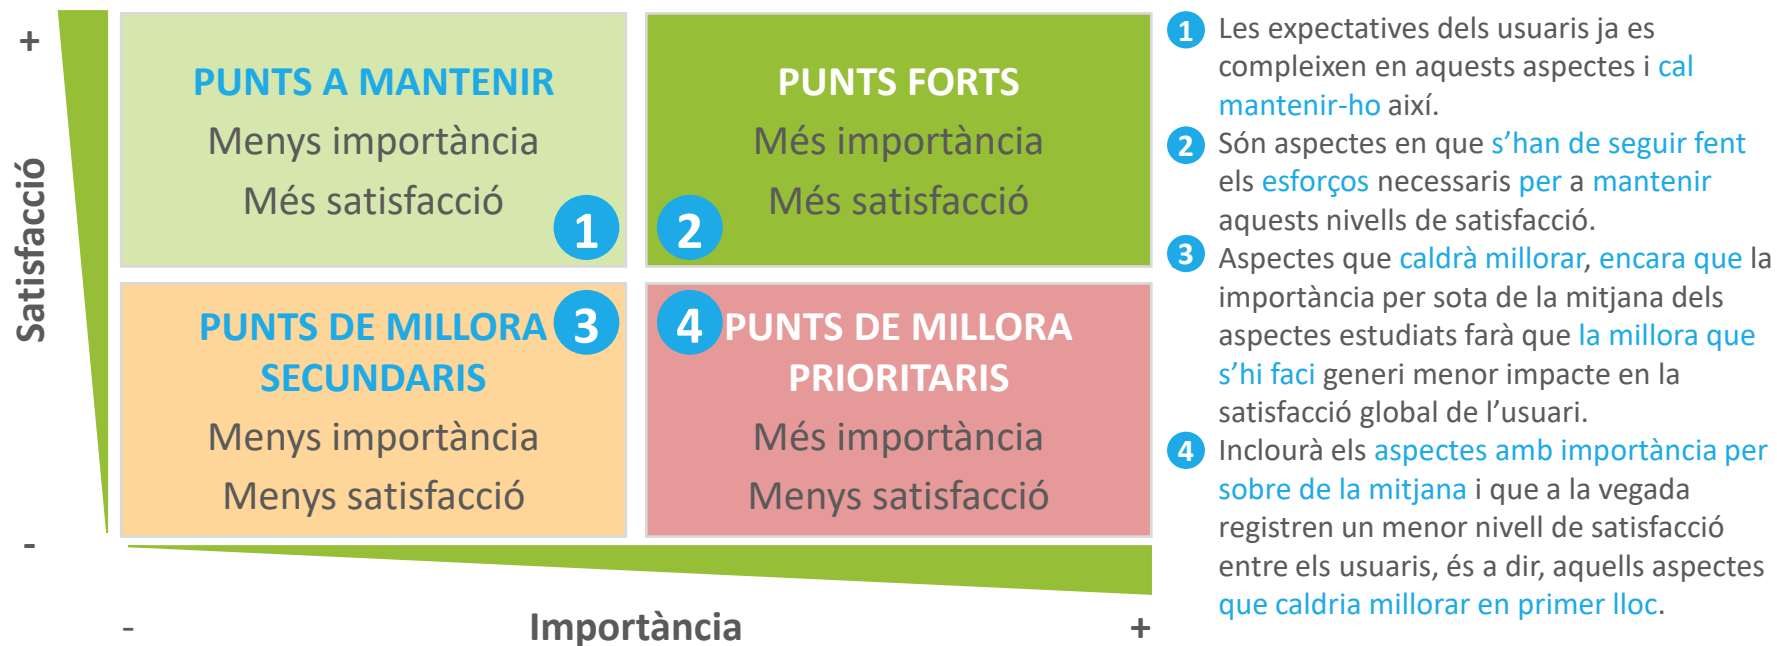 +
Satisfacció
-
PUNTS A MANTENIR
Menys importància
Més satisfacció
1
PUNTS FORTS
Més importància
Més satisfacció
2
PUNTS DE MILLORA
SECUNDARIS
Menys importància
Menys satisfacció
3
PUNTS DE MILLORA
PRIORITARIS
Més importància
Menys satisfacció
4
-
Importància
+
1 Les expectatives dels usuaris ja es
compleixen en aquests aspectes i cal
mantenir-ho així.
2 Són aspectes en que s’han de seguir fent
els esforços necessaris per a mantenir
aquests nivells de satisfacció.
3 Aspectes que caldrà millorar, encara que la
importància per sota de la mitjana dels
aspectes estudiats farà que la millora que
s’hi faci generi menor impacte en la
satisfacció global de l’usuari.
4 Inclourà els aspectes amb importància per
sobre de la mitjana i que a la vegada
registren un menor nivell de satisfacció
entre els usuaris, és a dir, aquells aspectes
que caldria millorar en primer lloc.